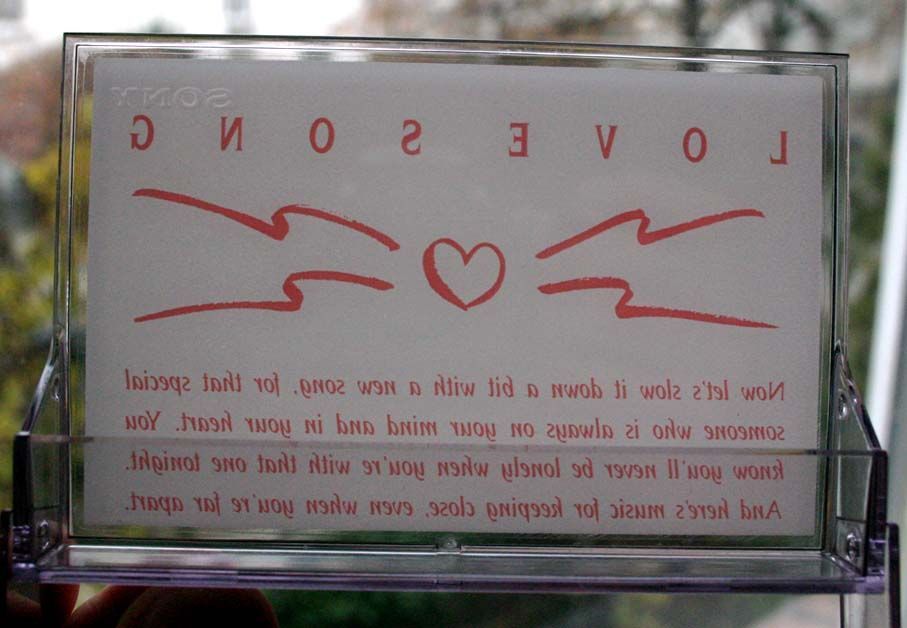 SONY
LOVE SONG
Now let's slow it down a bit with a new song, for that special
someone who is always on your mind and in your heart. You
know you'll never be lonely when you're with that one tonight.
And here's music for keeping close, even when you're far apart.